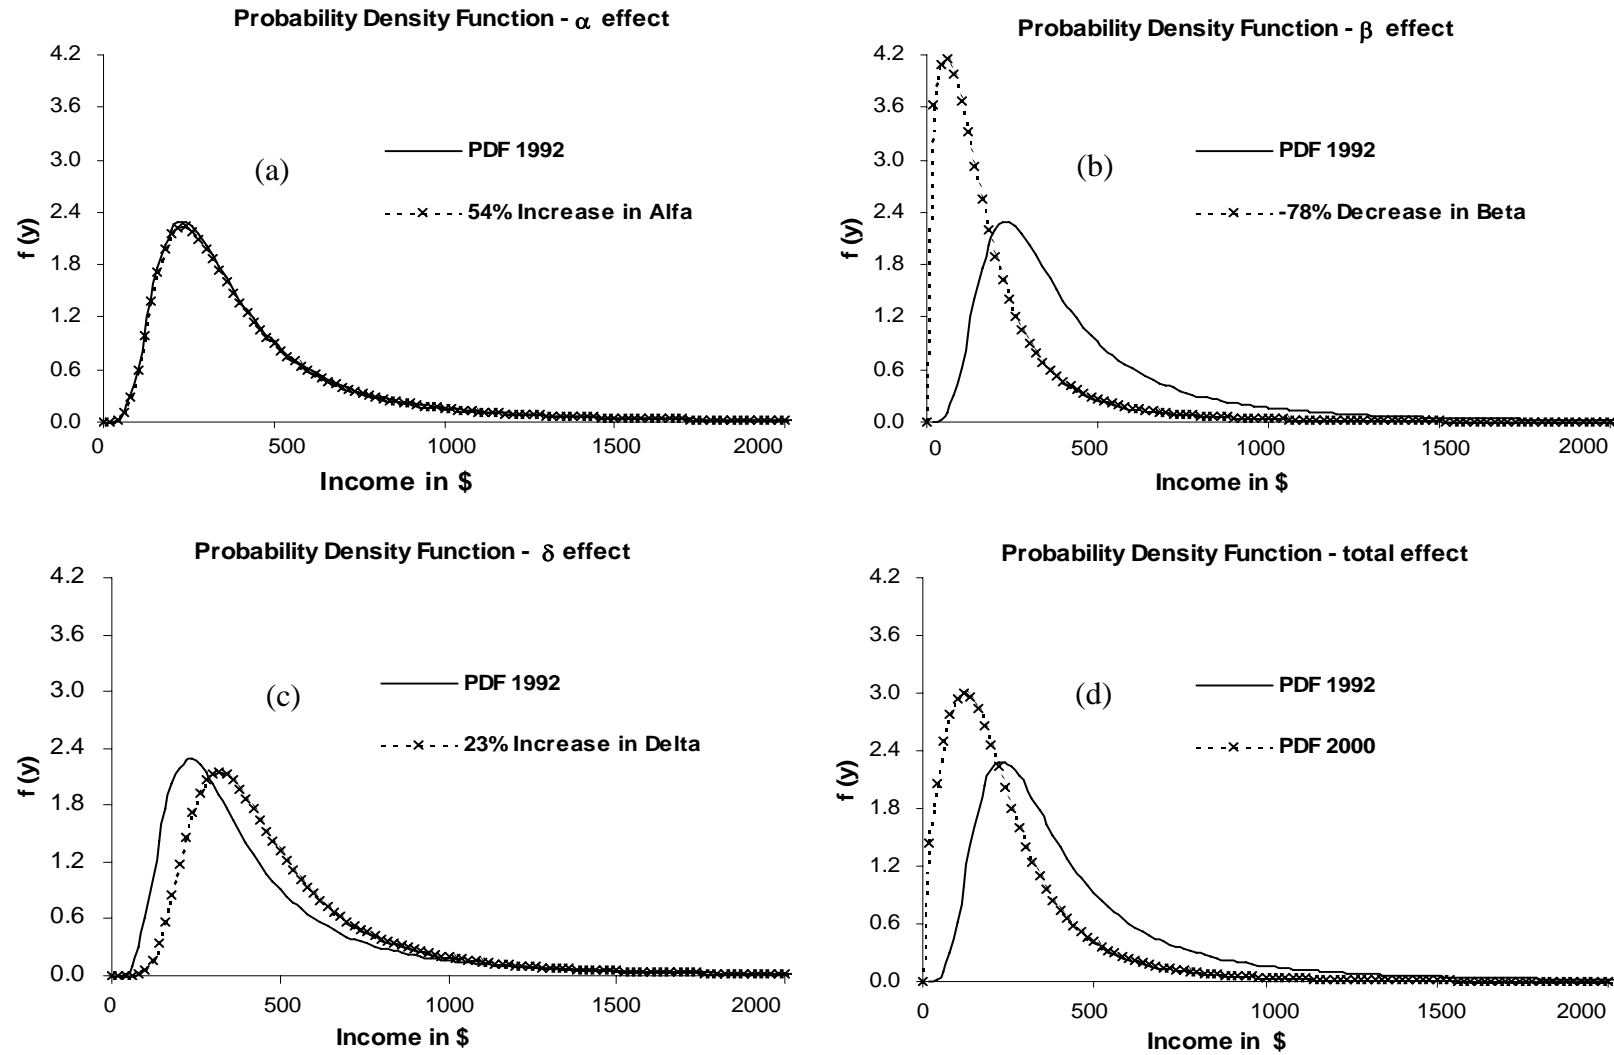 Probability Density Function - α effect
4.2
3.6
3.0
2.4
1.8
1.2
0.6
0.0
f (y)
(a)
PDF 1992
54% Increase in Alfa
0 500 1000 1500 2000
Income in $
Probability Density Function - β effect
4.2
3.6
3.0
2.4
1.8
1.2
0.6
0.0
f (y)
(b)
PDF 1992
-78% Decrease in Beta
0 500 1000 1500 2000
Income in $
Probability Density Function - δ effect
4.2
3.6
3.0
2.4
1.8
1.2
0.6
0.0
f (y)
(c)
PDF 1992
23% Increase in Delta
0 500 1000 1500 2000
Income in $
Probability Density Function - total effect
4.2
3.6
3.0
2.4
1.8
1.2
0.6
0.0
f (y)
(d)
PDF 1992
PDF 2000
0 500 1000 1500 2000
Income in $